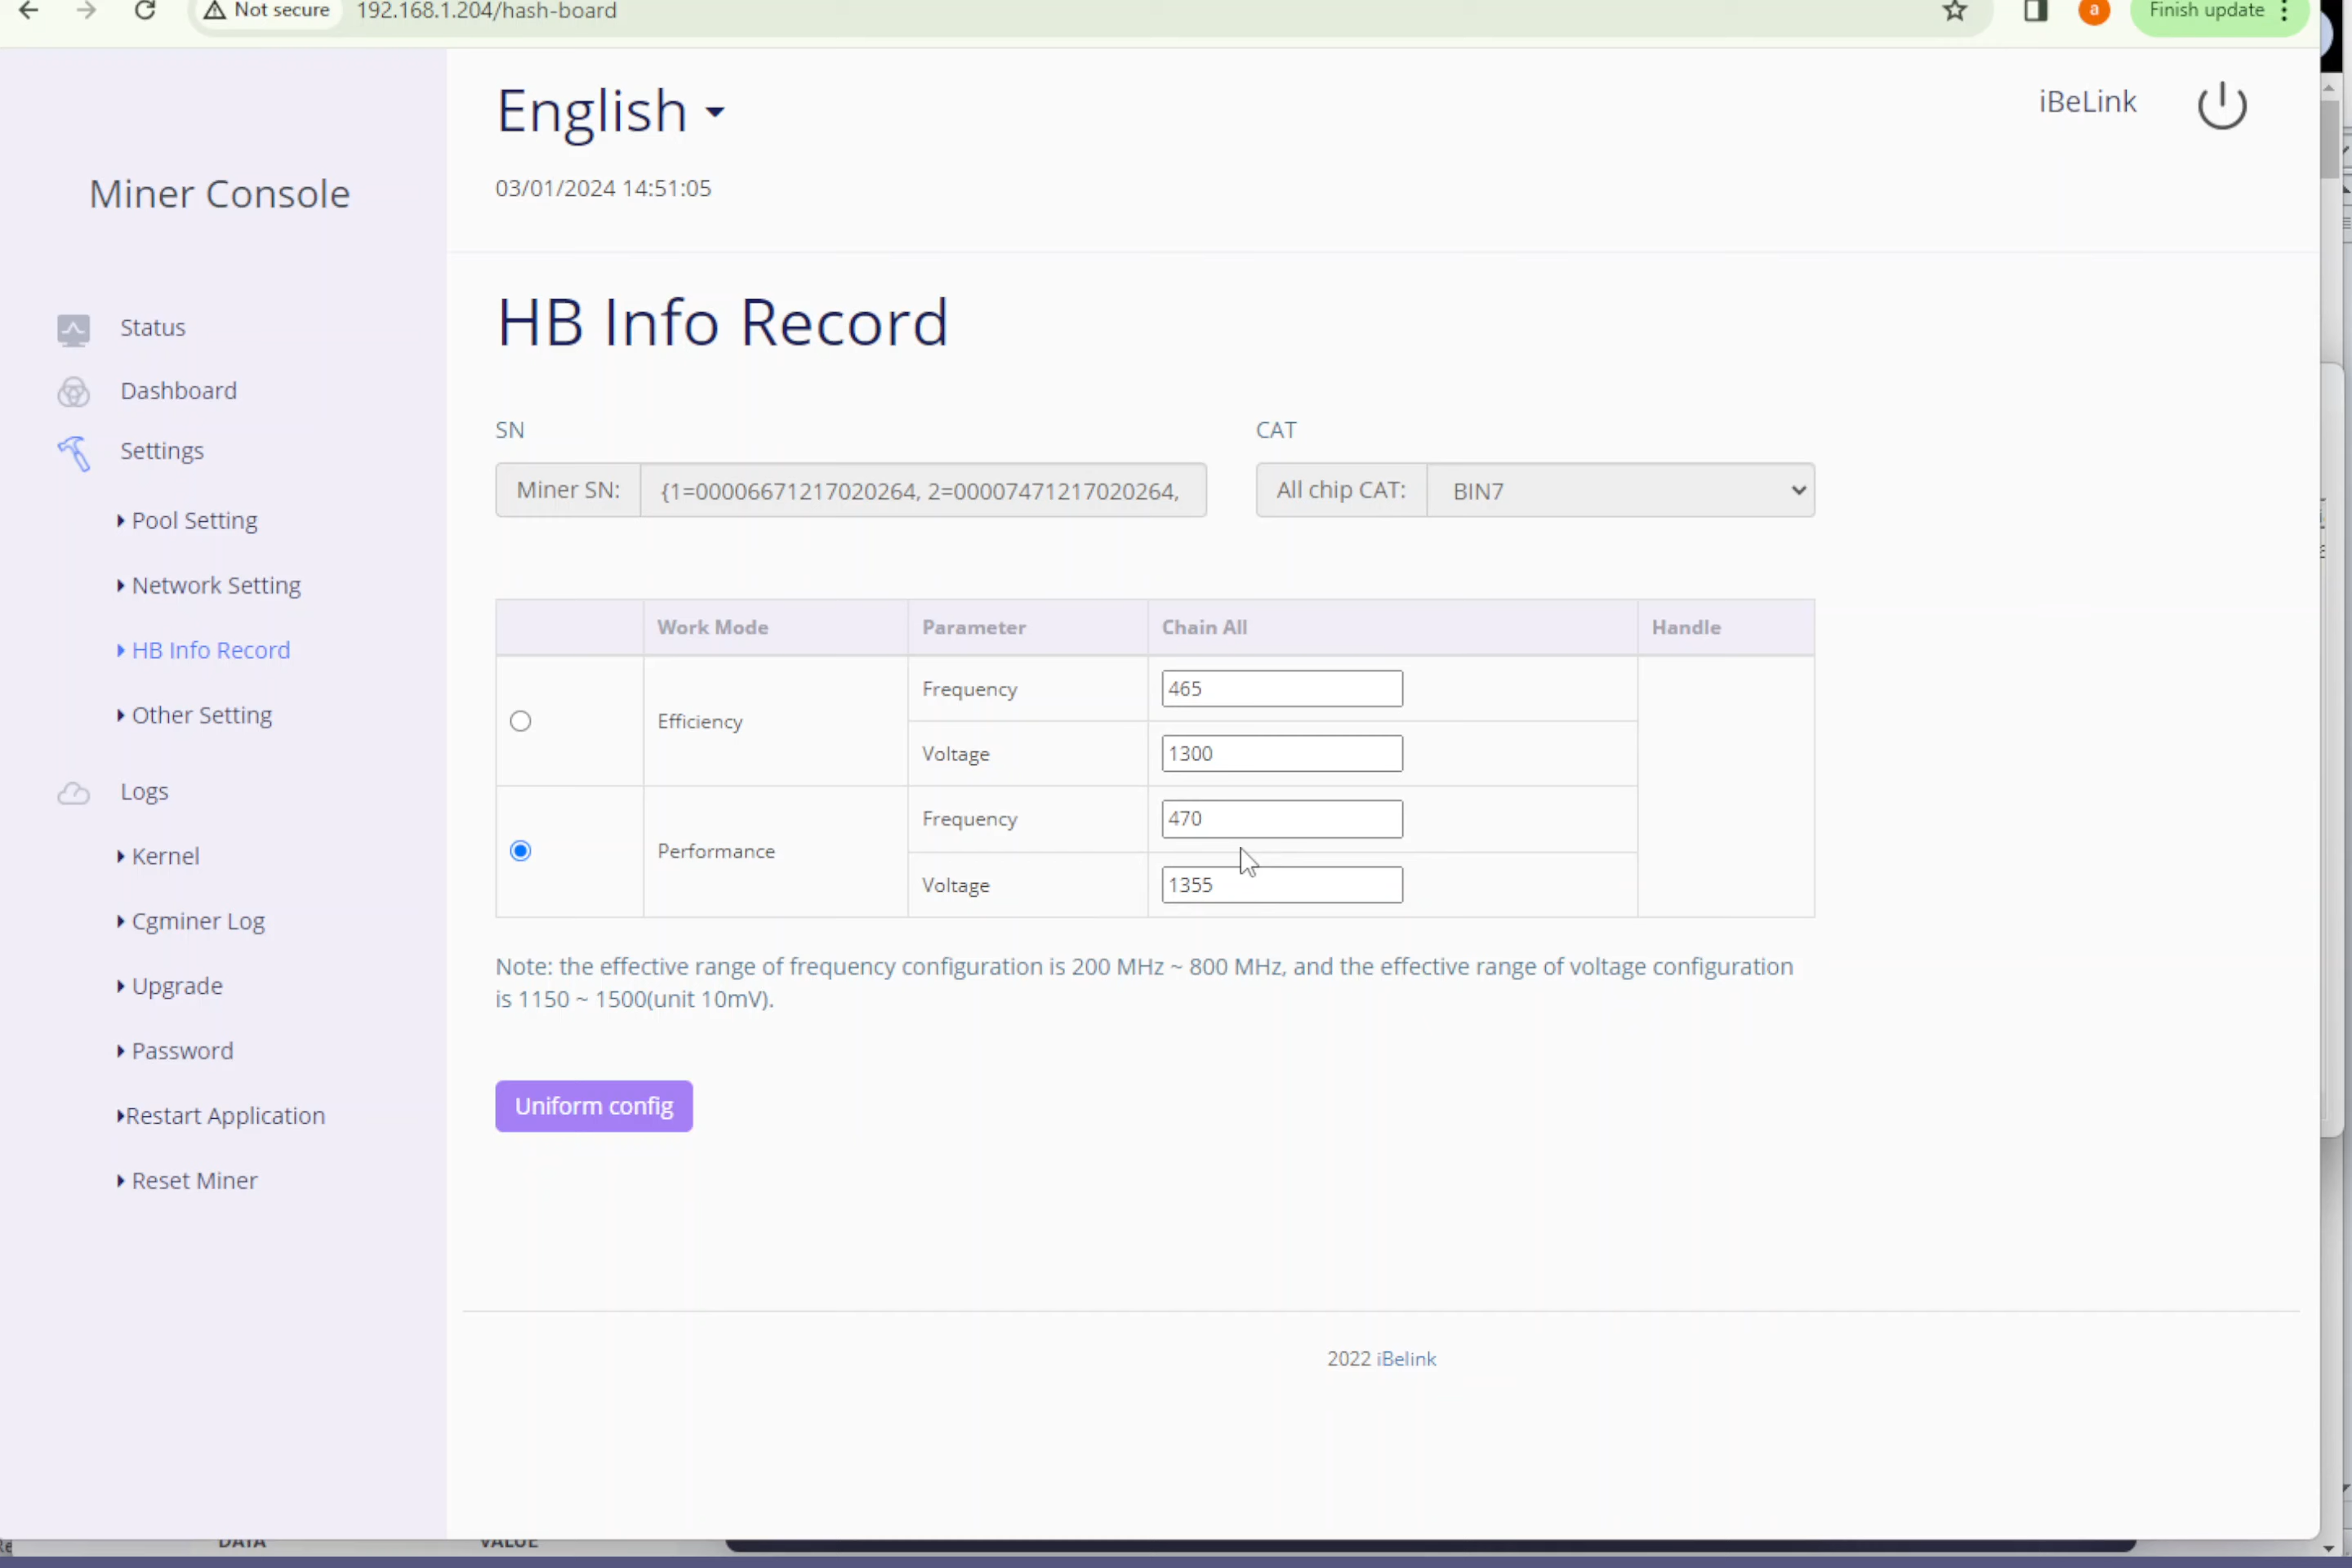 Not secure 192.168.1.204/hash-board
a Finish update
English
iBeLink
03/01/2024 14:51:05
Miner Console
Status
Dashboard
Settings
Pool Setting
Network Setting
HB Info Record
Other Setting
Logs
Kernel
Cgminer Log
Upgrade
Password
Restart Application
Reset Miner
HB Info Record
SN
CAT
Miner SN: {1=00006671217020264, 2=00007471217020264,
All chip CAT: BIN7
Work Mode Parameter Chain All Handle
Efficiency
Frequency 465
Voltage 1300
Performance
Frequency 470
Voltage 1355
Note: the effective range of frequency configuration is 200 MHz ~ 800 MHz, and the effective range of voltage configuration
is 1150 ~ 1500(unit 10mV).
Uniform config
2022 iBelink
DATA VALUE